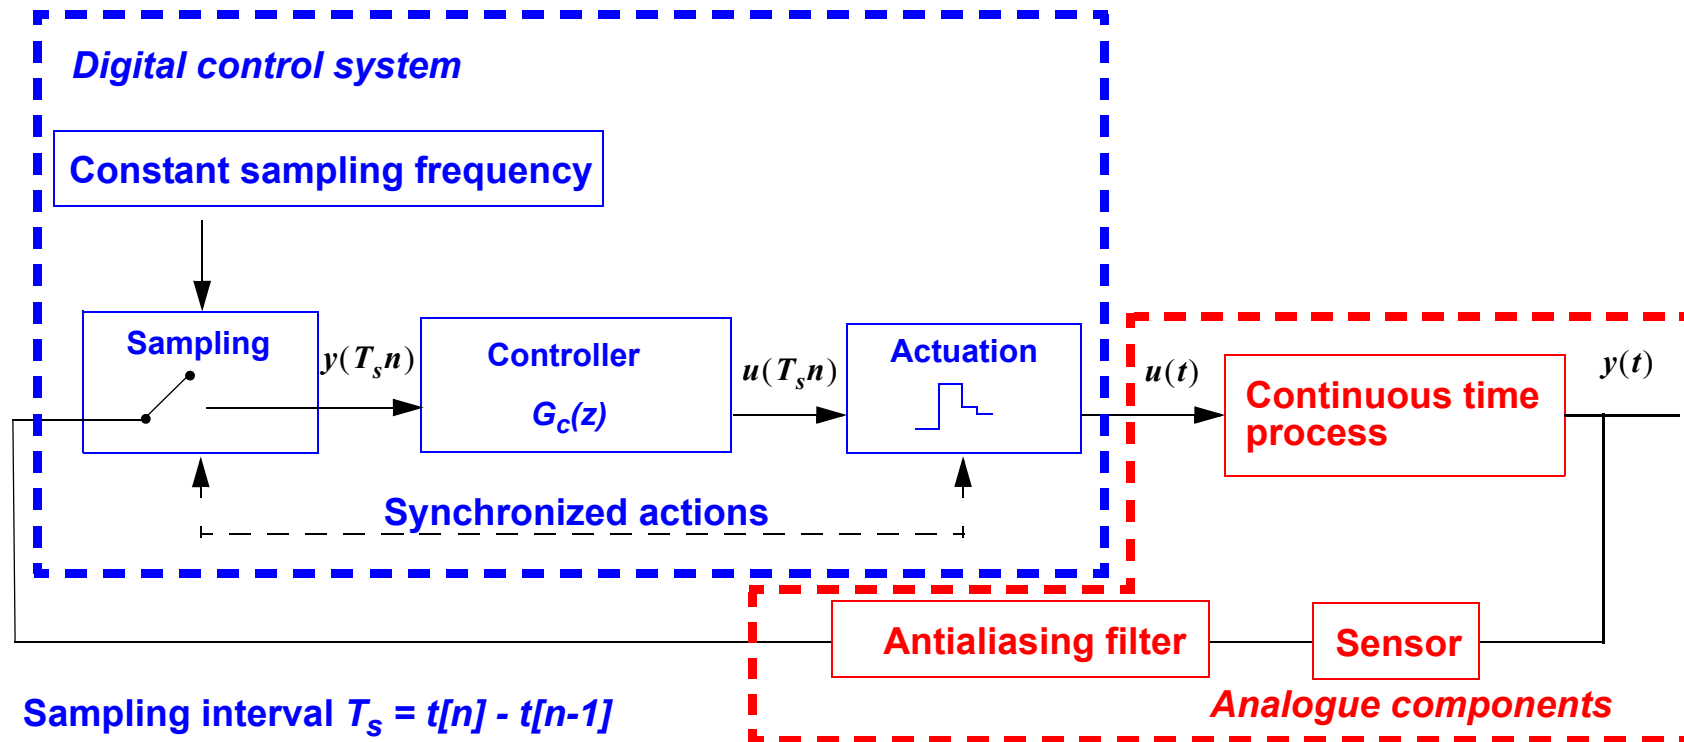 Digital control system
Constant sampling frequency
Sampling
y(Tₛn)
Controller
G_c(z)
u(Tₛn)
Actuation
u(t)
Continuous time
process
y(t)
Synchronized actions
Antialiasing filter
Sensor
Analogue components
Sampling interval Tₛ = t[n] - t[n-1]